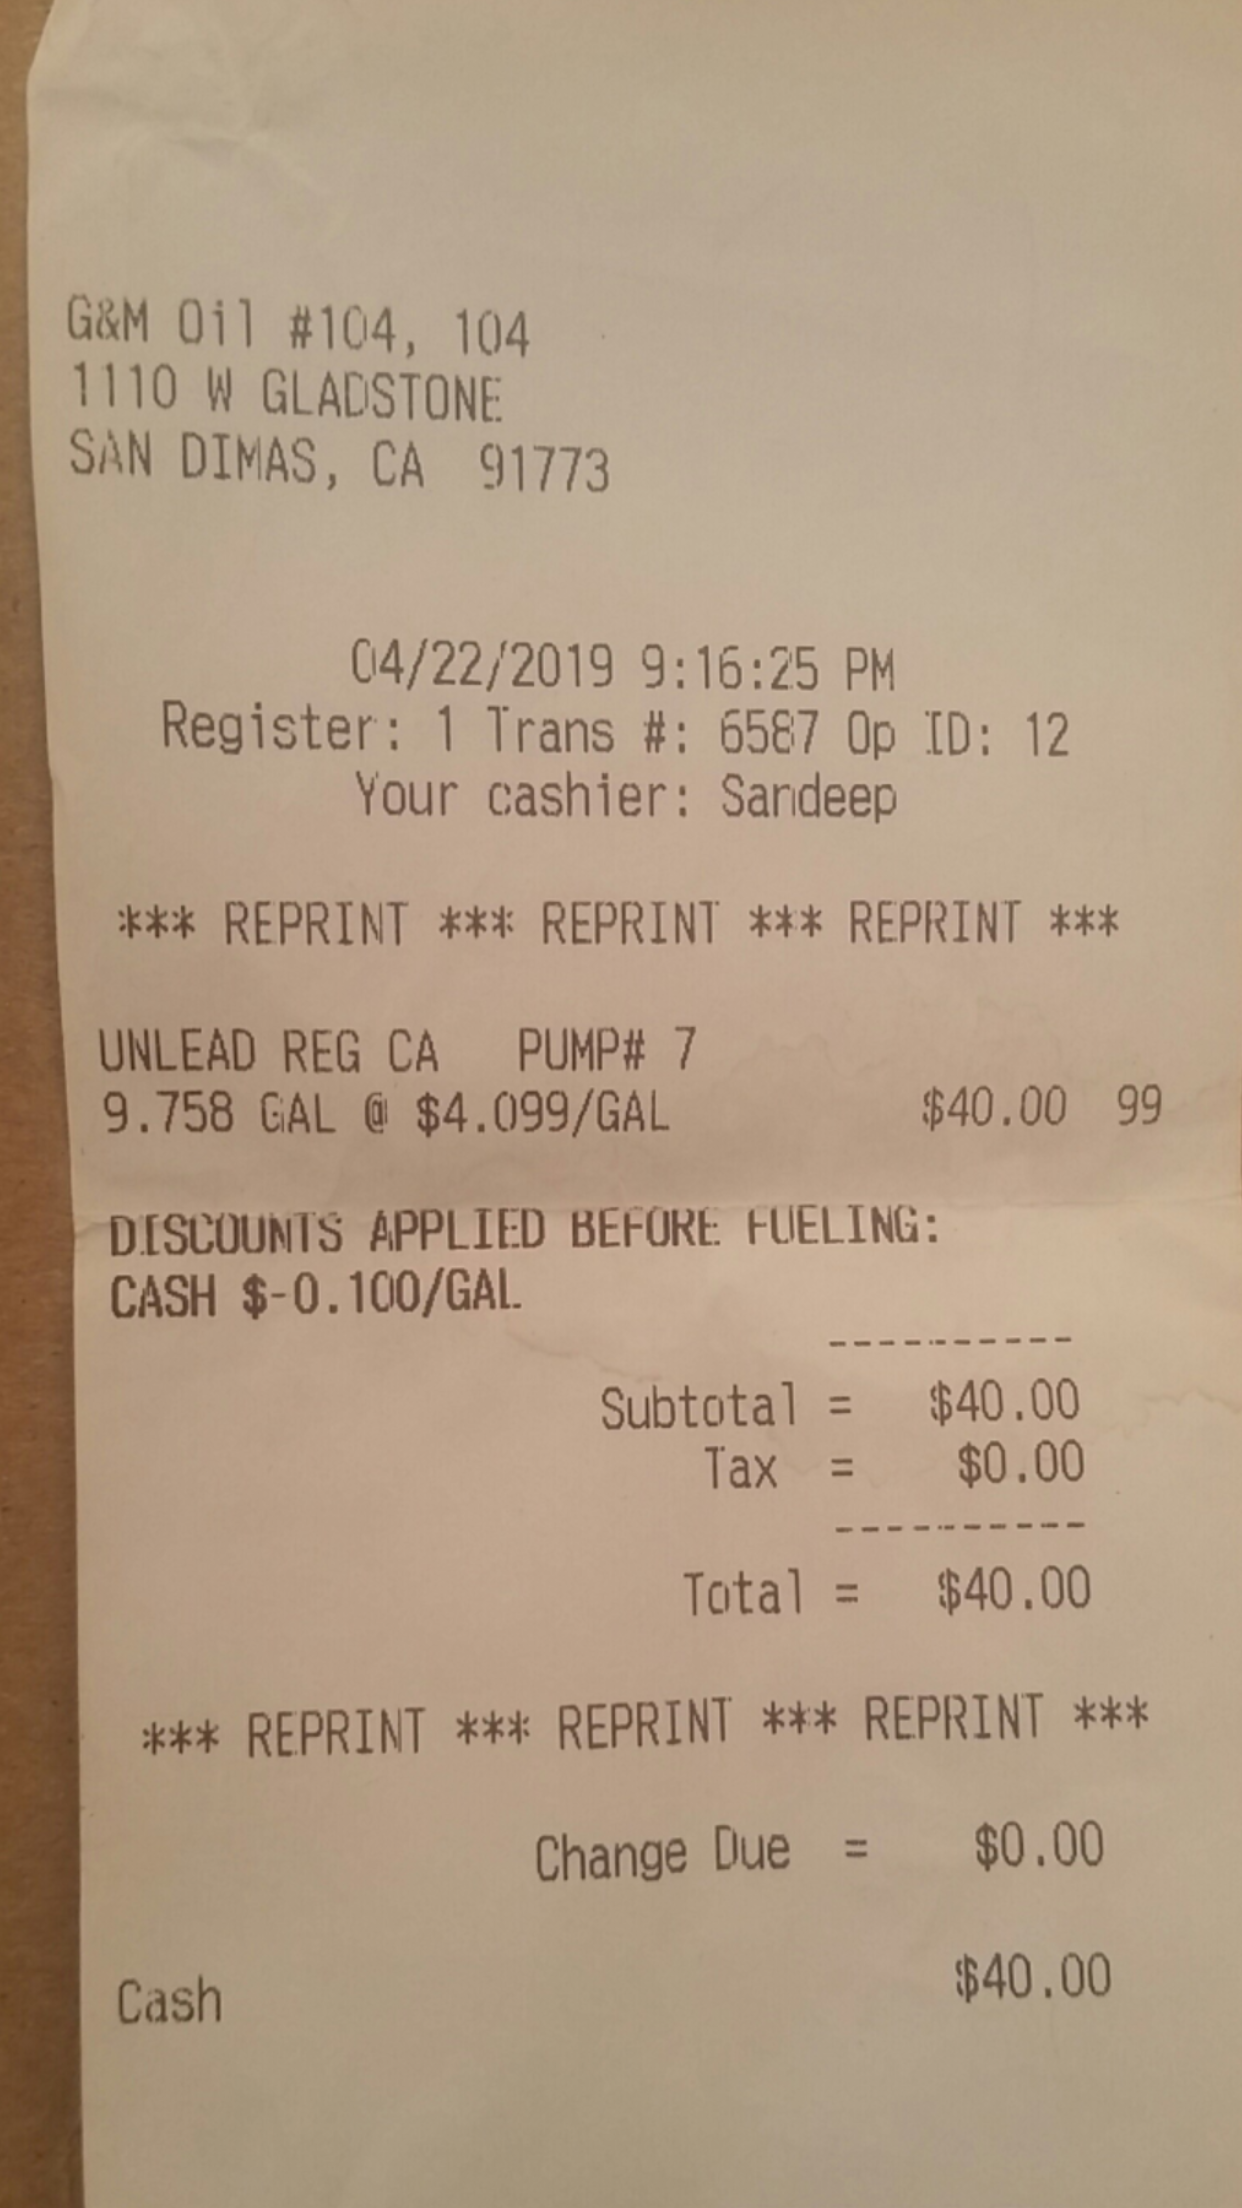 G&M Oil #104, 104
1110 W GLADSTONE
SAN DIMAS, CA 91773
04/22/2019 9:16:25 PM
Register: 1 Trans #: 6587 Op ID: 12
Your cashier: Sandeep
*** REPRINT *** REPRINT *** REPRINT ***
UNLEAD REG CA PUMP# 7
9.758 GAL @ $4.099/GAL $40.00 99
DISCOUNTS APPLIED BEFORE FUELING:
CASH $-0.100/GAL
----------
Subtotal = $40.00
Tax = $0.00
----------
Total = $40.00
*** REPRINT *** REPRINT *** REPRINT ***
Change Due = $0.00
Cash $40.00